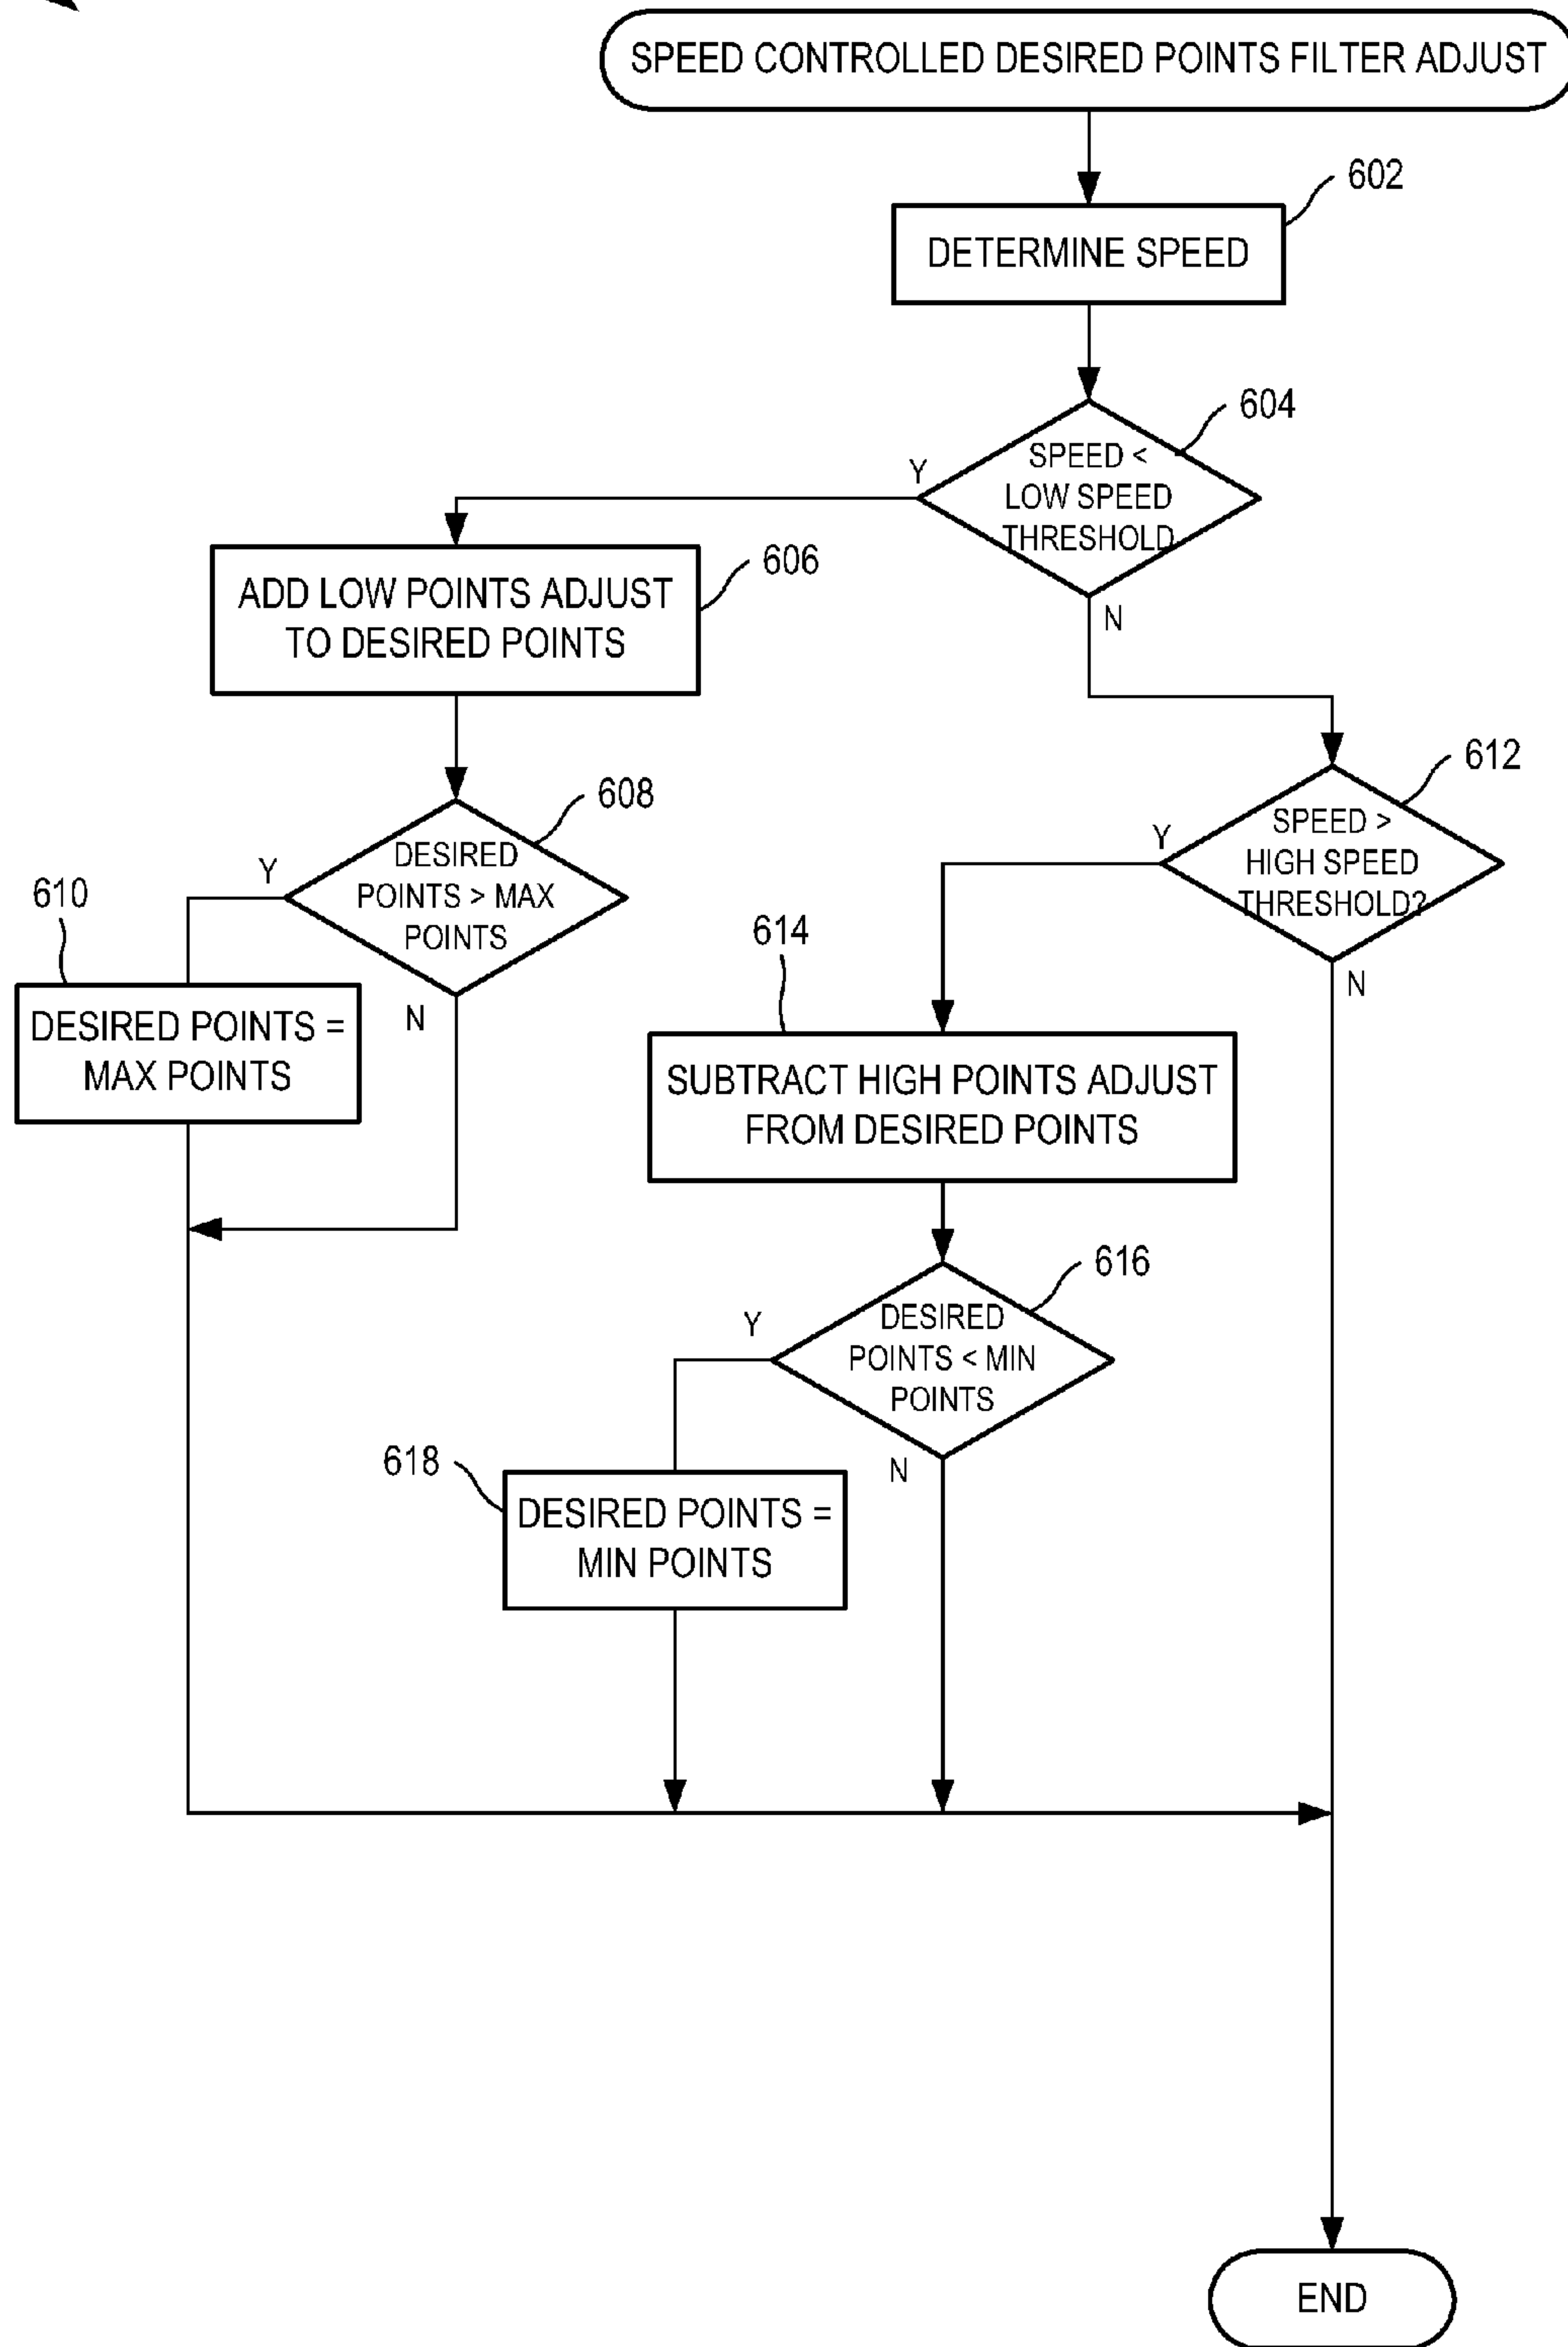 SPEED CONTROLLED DESIRED POINTS FILTER ADJUST
602
DETERMINE SPEED
604
SPEED <
LOW SPEED
THRESHOLD
Y
N
606
ADD LOW POINTS ADJUST
TO DESIRED POINTS
608
DESIRED
POINTS > MAX
POINTS
Y
N
610
DESIRED POINTS =
MAX POINTS
612
SPEED >
HIGH SPEED
THRESHOLD?
Y
N
614
SUBTRACT HIGH POINTS ADJUST
FROM DESIRED POINTS
616
DESIRED
POINTS < MIN
POINTS
Y
N
618
DESIRED POINTS =
MIN POINTS
END